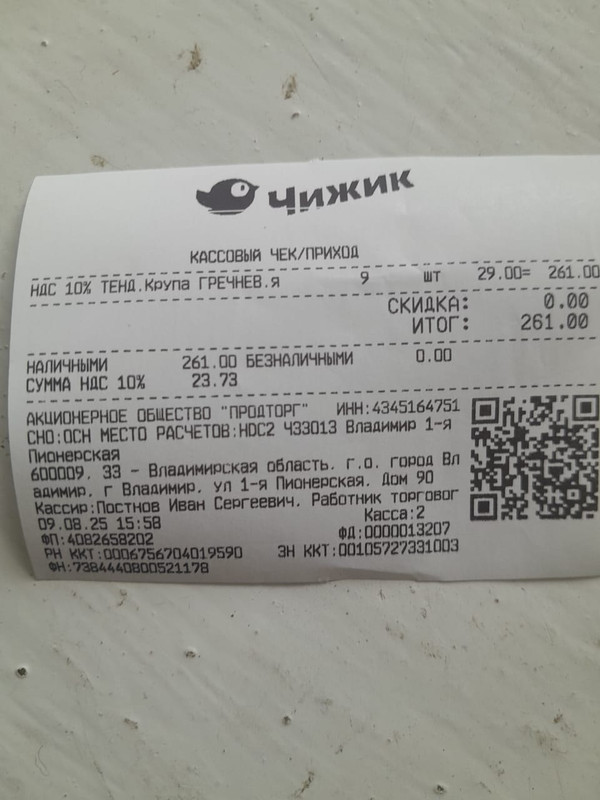 Чижик
КАССОВЫЙ ЧЕК/ПРИХОД
НДС 10% ТЕНД.Крупа ГРЕЧНЕВ.я 9 шт 29.00= 261.00
СКИДКА: 0.00
ИТОГ: 261.00
НАЛИЧНЫМИ 261.00 БЕЗНАЛИЧНЫМИ 0.00
СУММА НДС 10% 23.73
АКЦИОНЕРНОЕ ОБЩЕСТВО "ПРОДТОРГ" ИНН:4345164751
СНО:ОСН МЕСТО РАСЧЕТОВ:HDC2 Ч33013 Владимир 1-я
Пионерская
600009, 33 - Владимирская область, г.о. город Вл
адимир, г Владимир, ул 1-я Пионерская, Дом 90
Кассир:Постнов Иван Сергеевич, Работник торговог
09.08.25 15:58 Касса:2
ФП:4082658202 ФД:0000013207
РН ККТ:0006756704019590 ЗН ККТ:00105727331003
ФН:7384440800521178